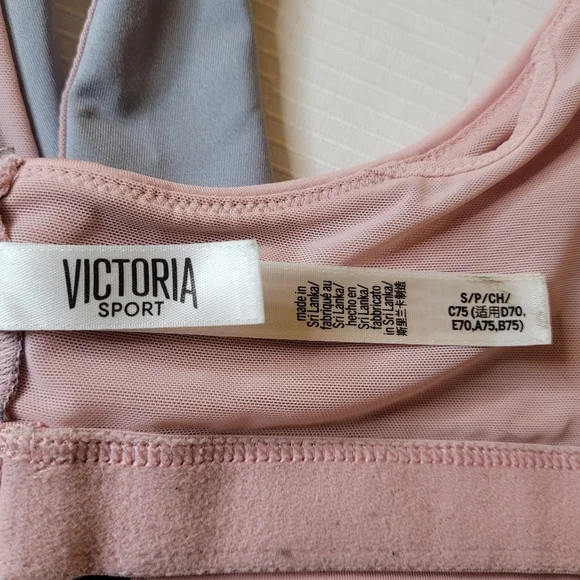 VICTORIA
SPORT
made in
Sri Lanka/
fabriqué au
Sri Lanka/
hecho en
Sri Lanka/
fabricato
in Sri Lanka/
斯里兰卡制造
S/P/CH/
C75 (适用D70,
E70,A75,B75)